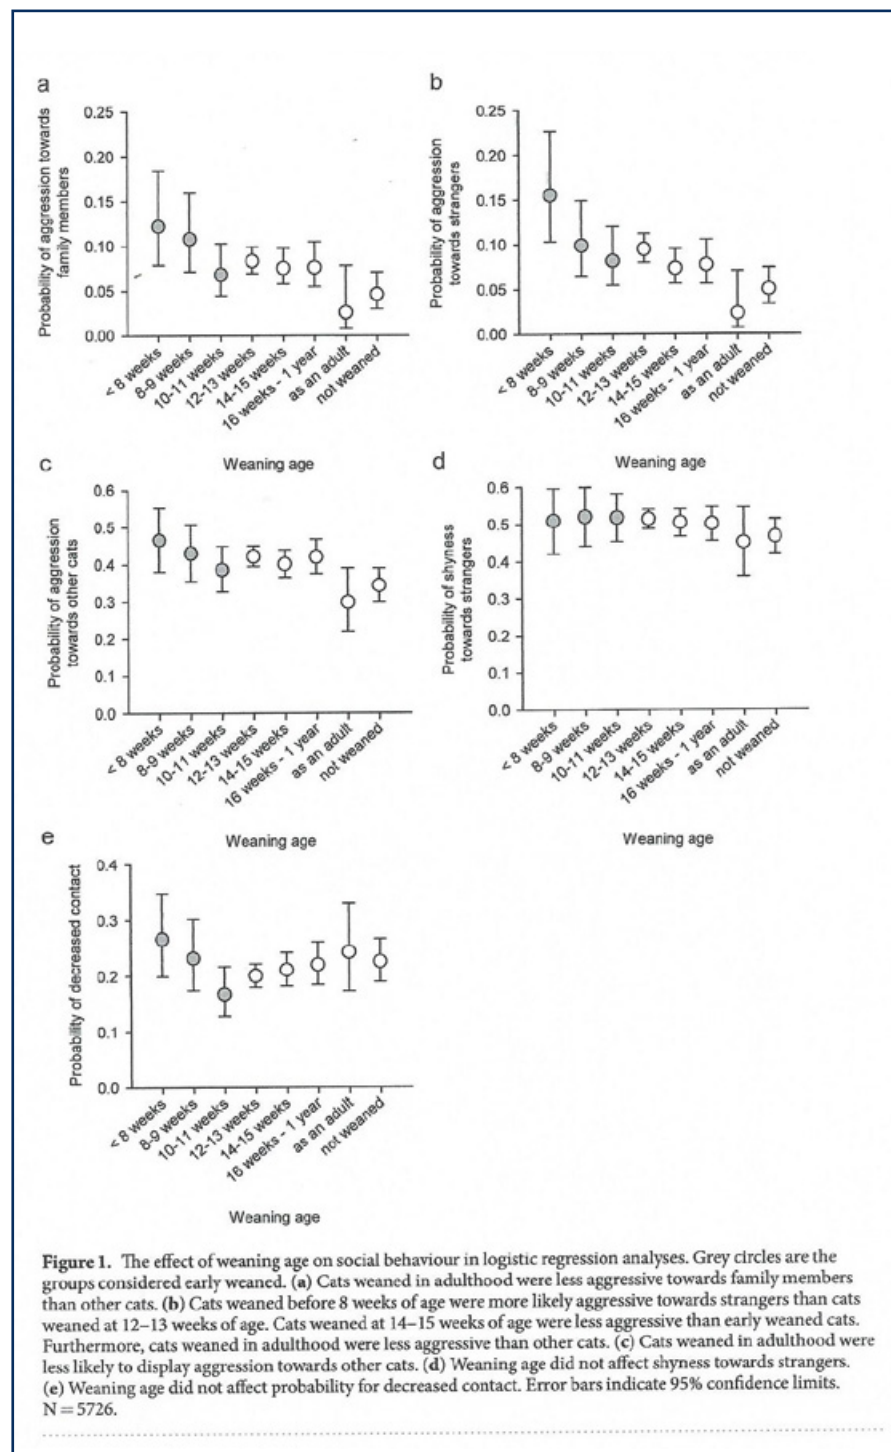 a
Probability of aggression towards
family members
0.25
0.20
0.15
0.10
0.05
0.00
< 8 weeks
8-9 weeks
10-11 weeks
12-13 weeks
14-15 weeks
16 weeks - 1 year
as an adult
not weaned
Weaning age
b
Probability of aggression
towards strangers
0.25
0.20
0.15
0.10
0.05
0.00
< 8 weeks
8-9 weeks
10-11 weeks
12-13 weeks
14-15 weeks
16 weeks - 1 year
as an adult
not weaned
Weaning age
c
Probability of aggression
towards other cats
0.6
0.5
0.4
0.3
0.2
0.1
0.0
< 8 weeks
8-9 weeks
10-11 weeks
12-13 weeks
14-15 weeks
16 weeks - 1 year
as an adult
not weaned
Weaning age
d
Probability of shyness
towards strangers
0.6
0.5
0.4
0.3
0.2
0.1
0.0
< 8 weeks
8-9 weeks
10-11 weeks
12-13 weeks
14-15 weeks
16 weeks - 1 year
as an adult
not weaned
Weaning age
e
Probability of decreased contact
0.4
0.3
0.2
0.1
0.0
< 8 weeks
8-9 weeks
10-11 weeks
12-13 weeks
14-15 weeks
16 weeks - 1 year
as an adult
not weaned
Weaning age
Figure 1. The effect of weaning age on social behaviour in logistic regression analyses. Grey circles are the
groups considered early weaned. (a) Cats weaned in adulthood were less aggressive towards family members
than other cats. (b) Cats weaned before 8 weeks of age were more likely aggressive towards strangers than cats
weaned at 12–13 weeks of age. Cats weaned at 14–15 weeks of age were less aggressive than early weaned cats.
Furthermore, cats weaned in adulthood were less aggressive than other cats. (c) Cats weaned in adulthood were
less likely to display aggression towards other cats. (d) Weaning age did not affect shyness towards strangers.
(e) Weaning age did not affect probability for decreased contact. Error bars indicate 95% confidence limits.
N = 5726.